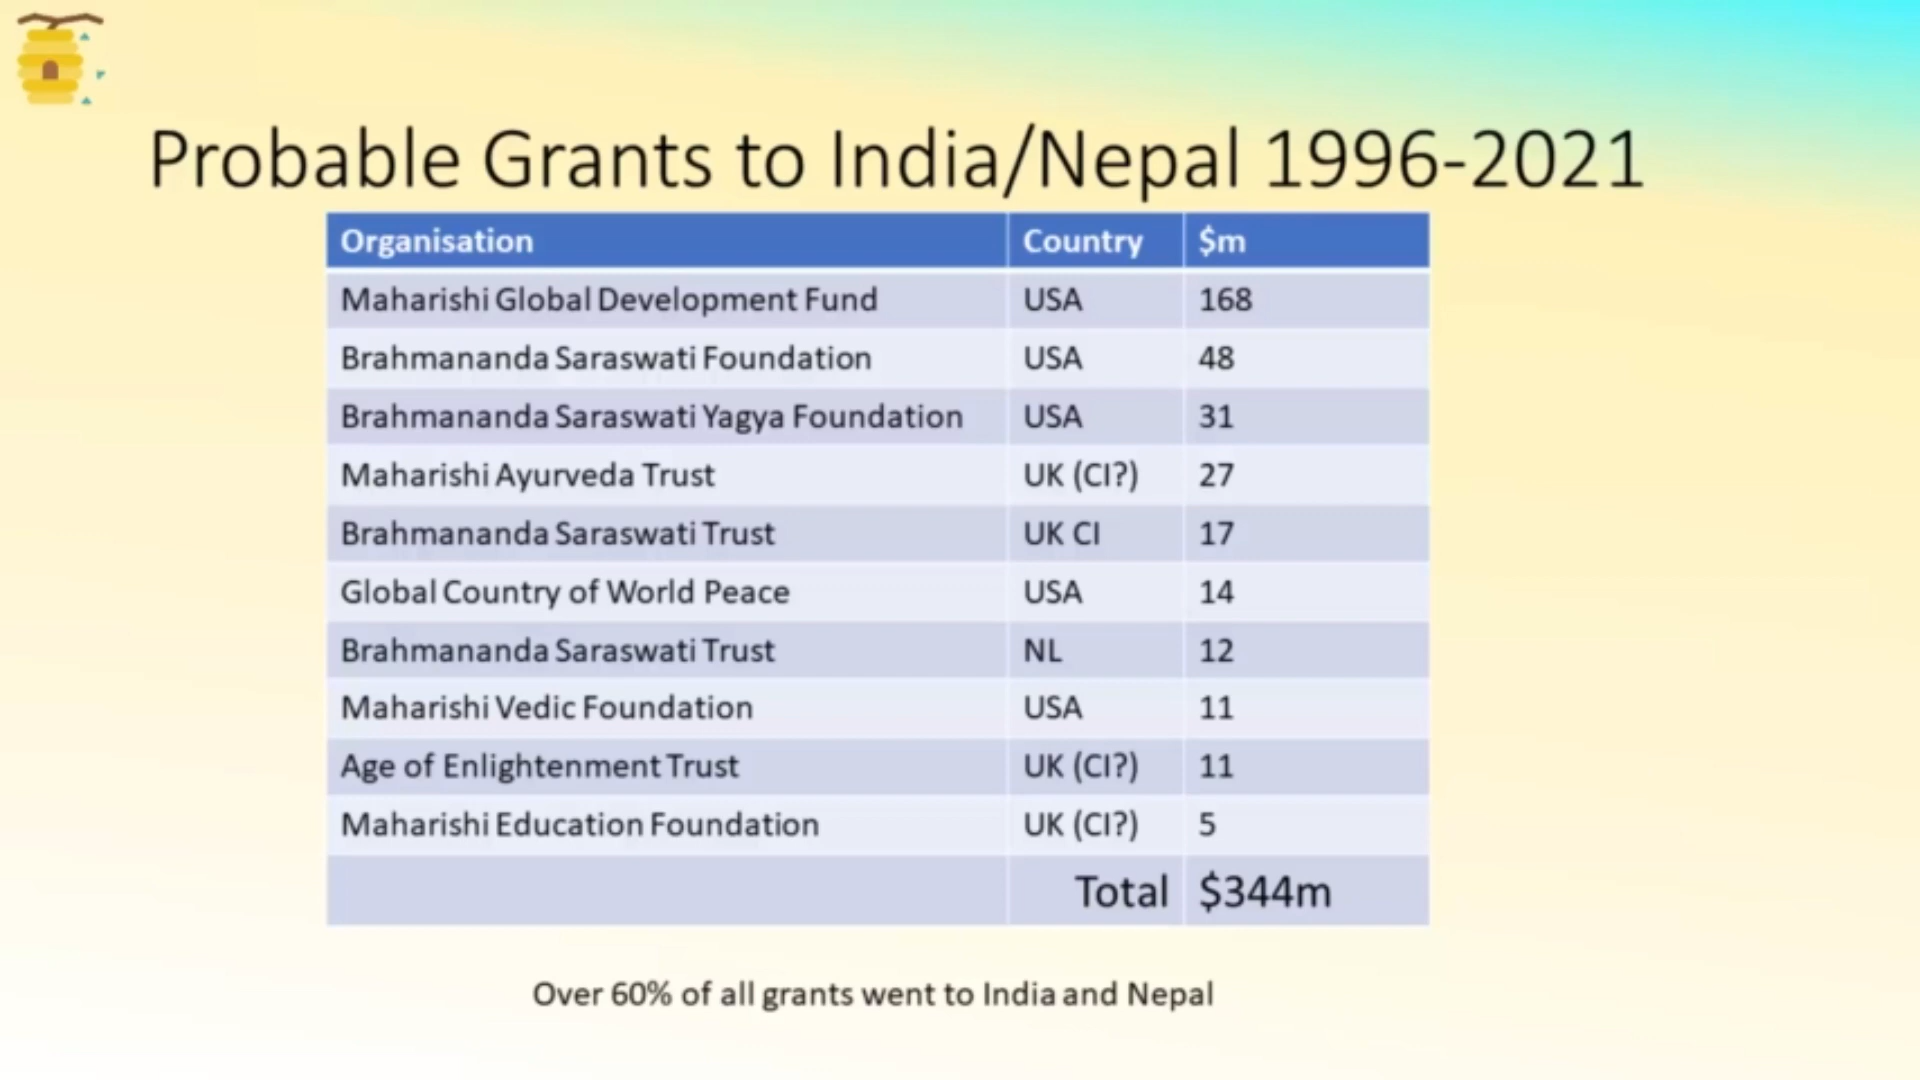 Probable Grants to India/Nepal 1996-2021
Organisation Country $m
Maharishi Global Development Fund USA 168
Brahmananda Saraswati Foundation USA 48
Brahmananda Saraswati Yagya Foundation USA 31
Maharishi Ayurveda Trust UK (CI?) 27
Brahmananda Saraswati Trust UK CI 17
Global Country of World Peace USA 14
Brahmananda Saraswati Trust NL 12
Maharishi Vedic Foundation USA 11
Age of Enlightenment Trust UK (CI?) 11
Maharishi Education Foundation UK (CI?) 5
Total $344m
Over 60% of all grants went to India and Nepal